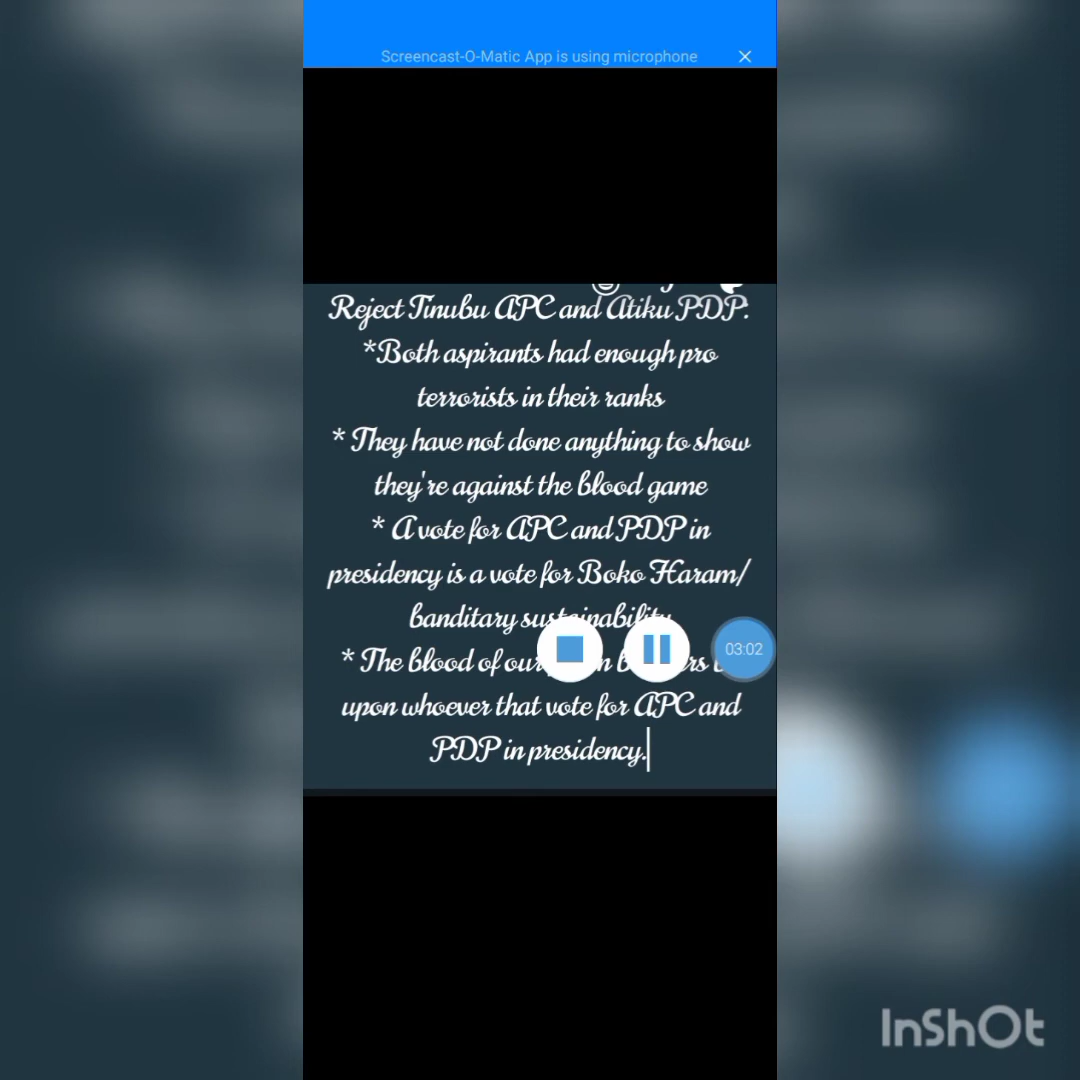 Screencast-O-Matic App is using microphone
Reject Tinubu APC and Atiku PDP.
*Both aspirants had enough pro
terrorists in their ranks
* They have not done anything to show
they're against the blood game
* A vote for APC and PDP in
presidency is a vote for Boko Haram/
banditary sustainability
03:02
* The blood of our
upon whoever that vote for APC and
PDP in presidency.
InShOt